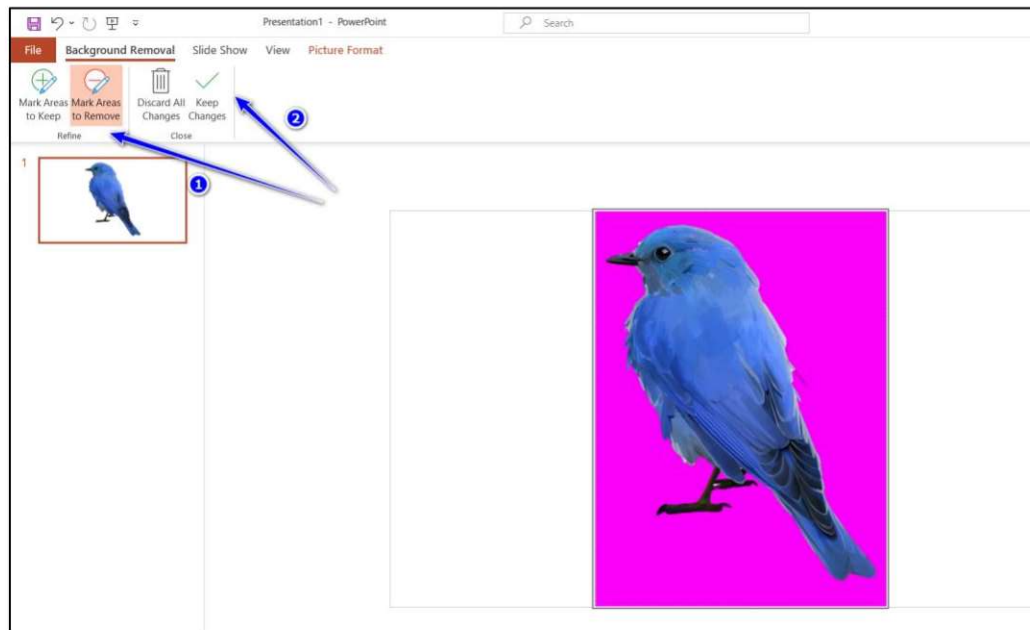 Presentation1 - PowerPoint
Search
File Background Removal Slide Show View Picture Format
Mark Areas to Keep
Mark Areas to Remove
Discard All Changes
Keep Changes
Refine
Close
2
1
1